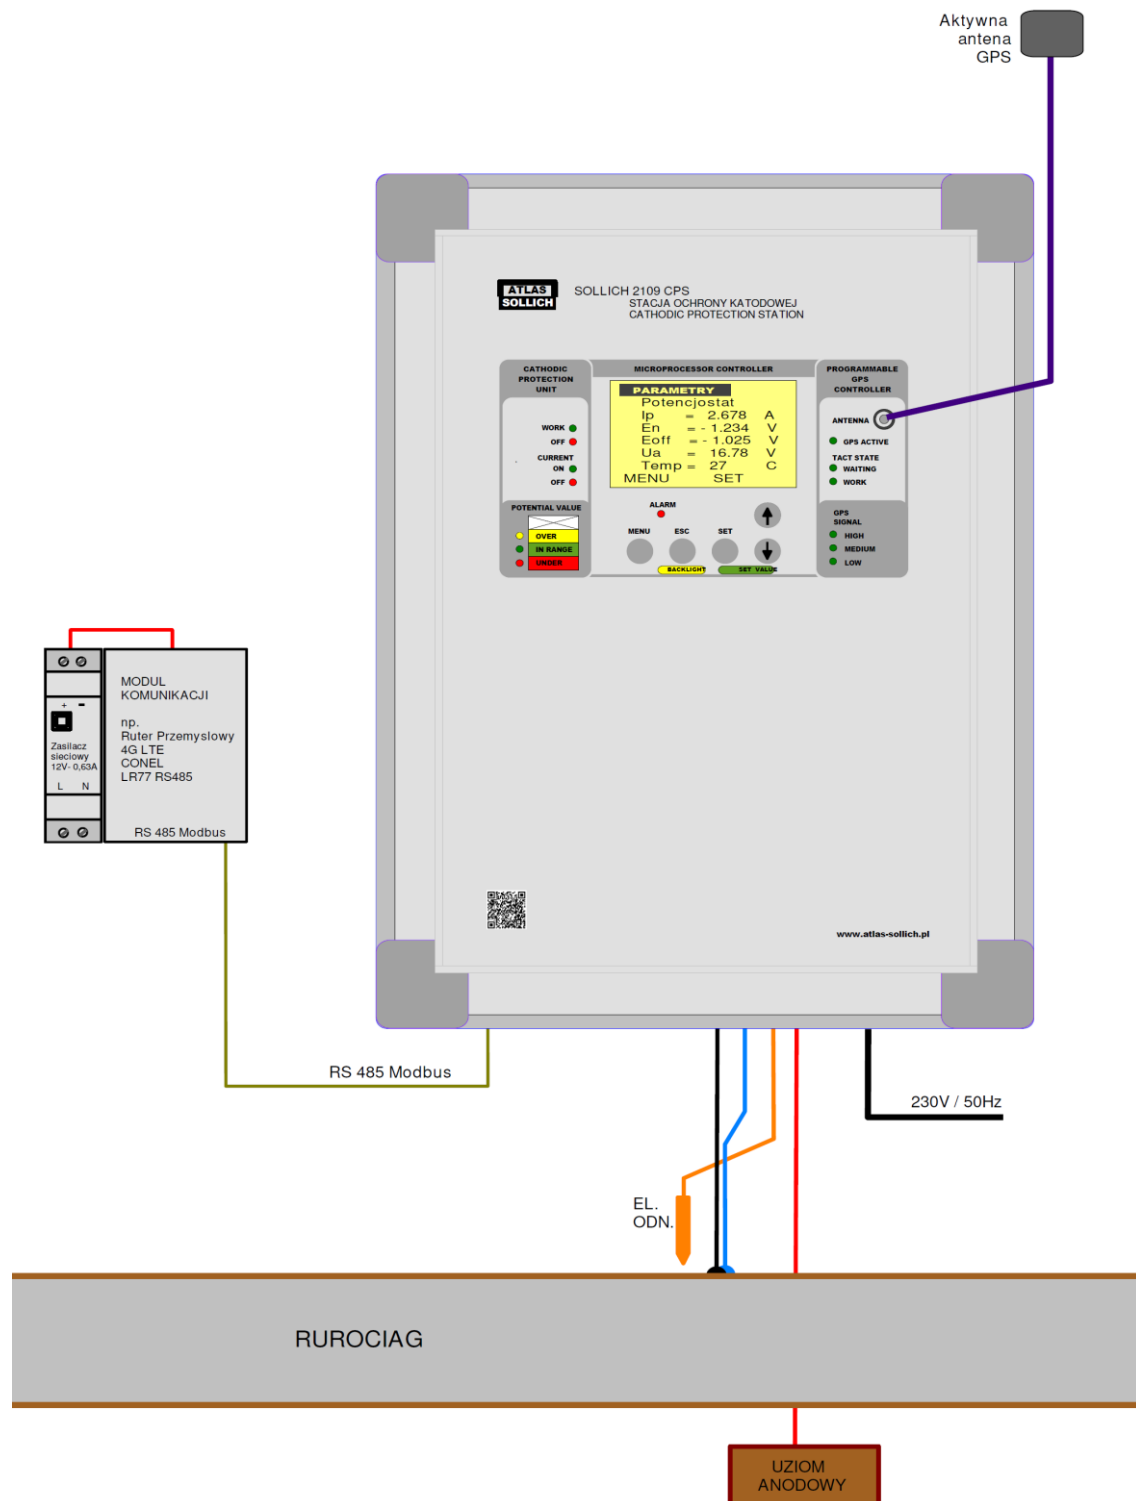 Aktywna
antena
GPS
ATLAS
SOLLICH
SOLLICH 2109 CPS
STACJA OCHRONY KATODOWEJ
CATHODIC PROTECTION STATION
CATHODIC
PROTECTION
UNIT
WORK
OFF
CURRENT
ON
OFF
POTENTIAL VALUE
OVER
IN RANGE
UNDER
MICROPROCESSOR CONTROLLER
PARAMETRY
Potencjostat
Ip = 2.678 A
En = - 1.234 V
Eoff = - 1.025 V
Ua = 16.78 V
Temp = 27 C
MENU SET
ALARM
MENU ESC SET
BACKLIGHT SET VALUE
PROGRAMMABLE
GPS
CONTROLLER
ANTENNA
GPS ACTIVE
TACT STATE
WAITING
WORK
GPS
SIGNAL
HIGH
MEDIUM
LOW
+ -
Zasilacz
sieciowy
12V- 0,63A
L N
MODUL
KOMUNIKACJI
np.
Ruter Przemyslowy
4G LTE
CONEL
LR77 RS485
RS 485 Modbus
www.atlas-sollich.pl
RS 485 Modbus
230V / 50Hz
EL.
ODN.
RUROCIAG
UZIOM
ANODOWY